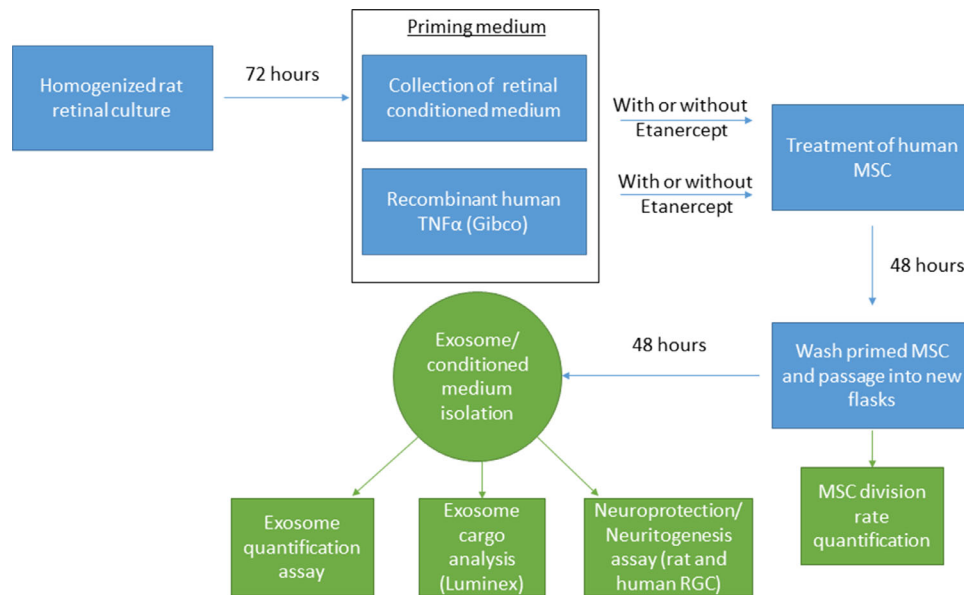 Priming medium
Homogenized rat
retinal culture
72 hours
Collection of retinal
conditioned medium
With or without
Etanercept
Recombinant human
TNFα (Gibco)
With or without
Etanercept
Treatment of human
MSC
48 hours
Wash primed MSC
and passage into new
flasks
48 hours
Exosome/
conditioned
medium
isolation
MSC division
rate
quantification
Exosome
quantification
assay
Exosome
cargo
analysis
(Luminex)
Neuroprotection/
Neuritogenesis
assay (rat and
human RGC)